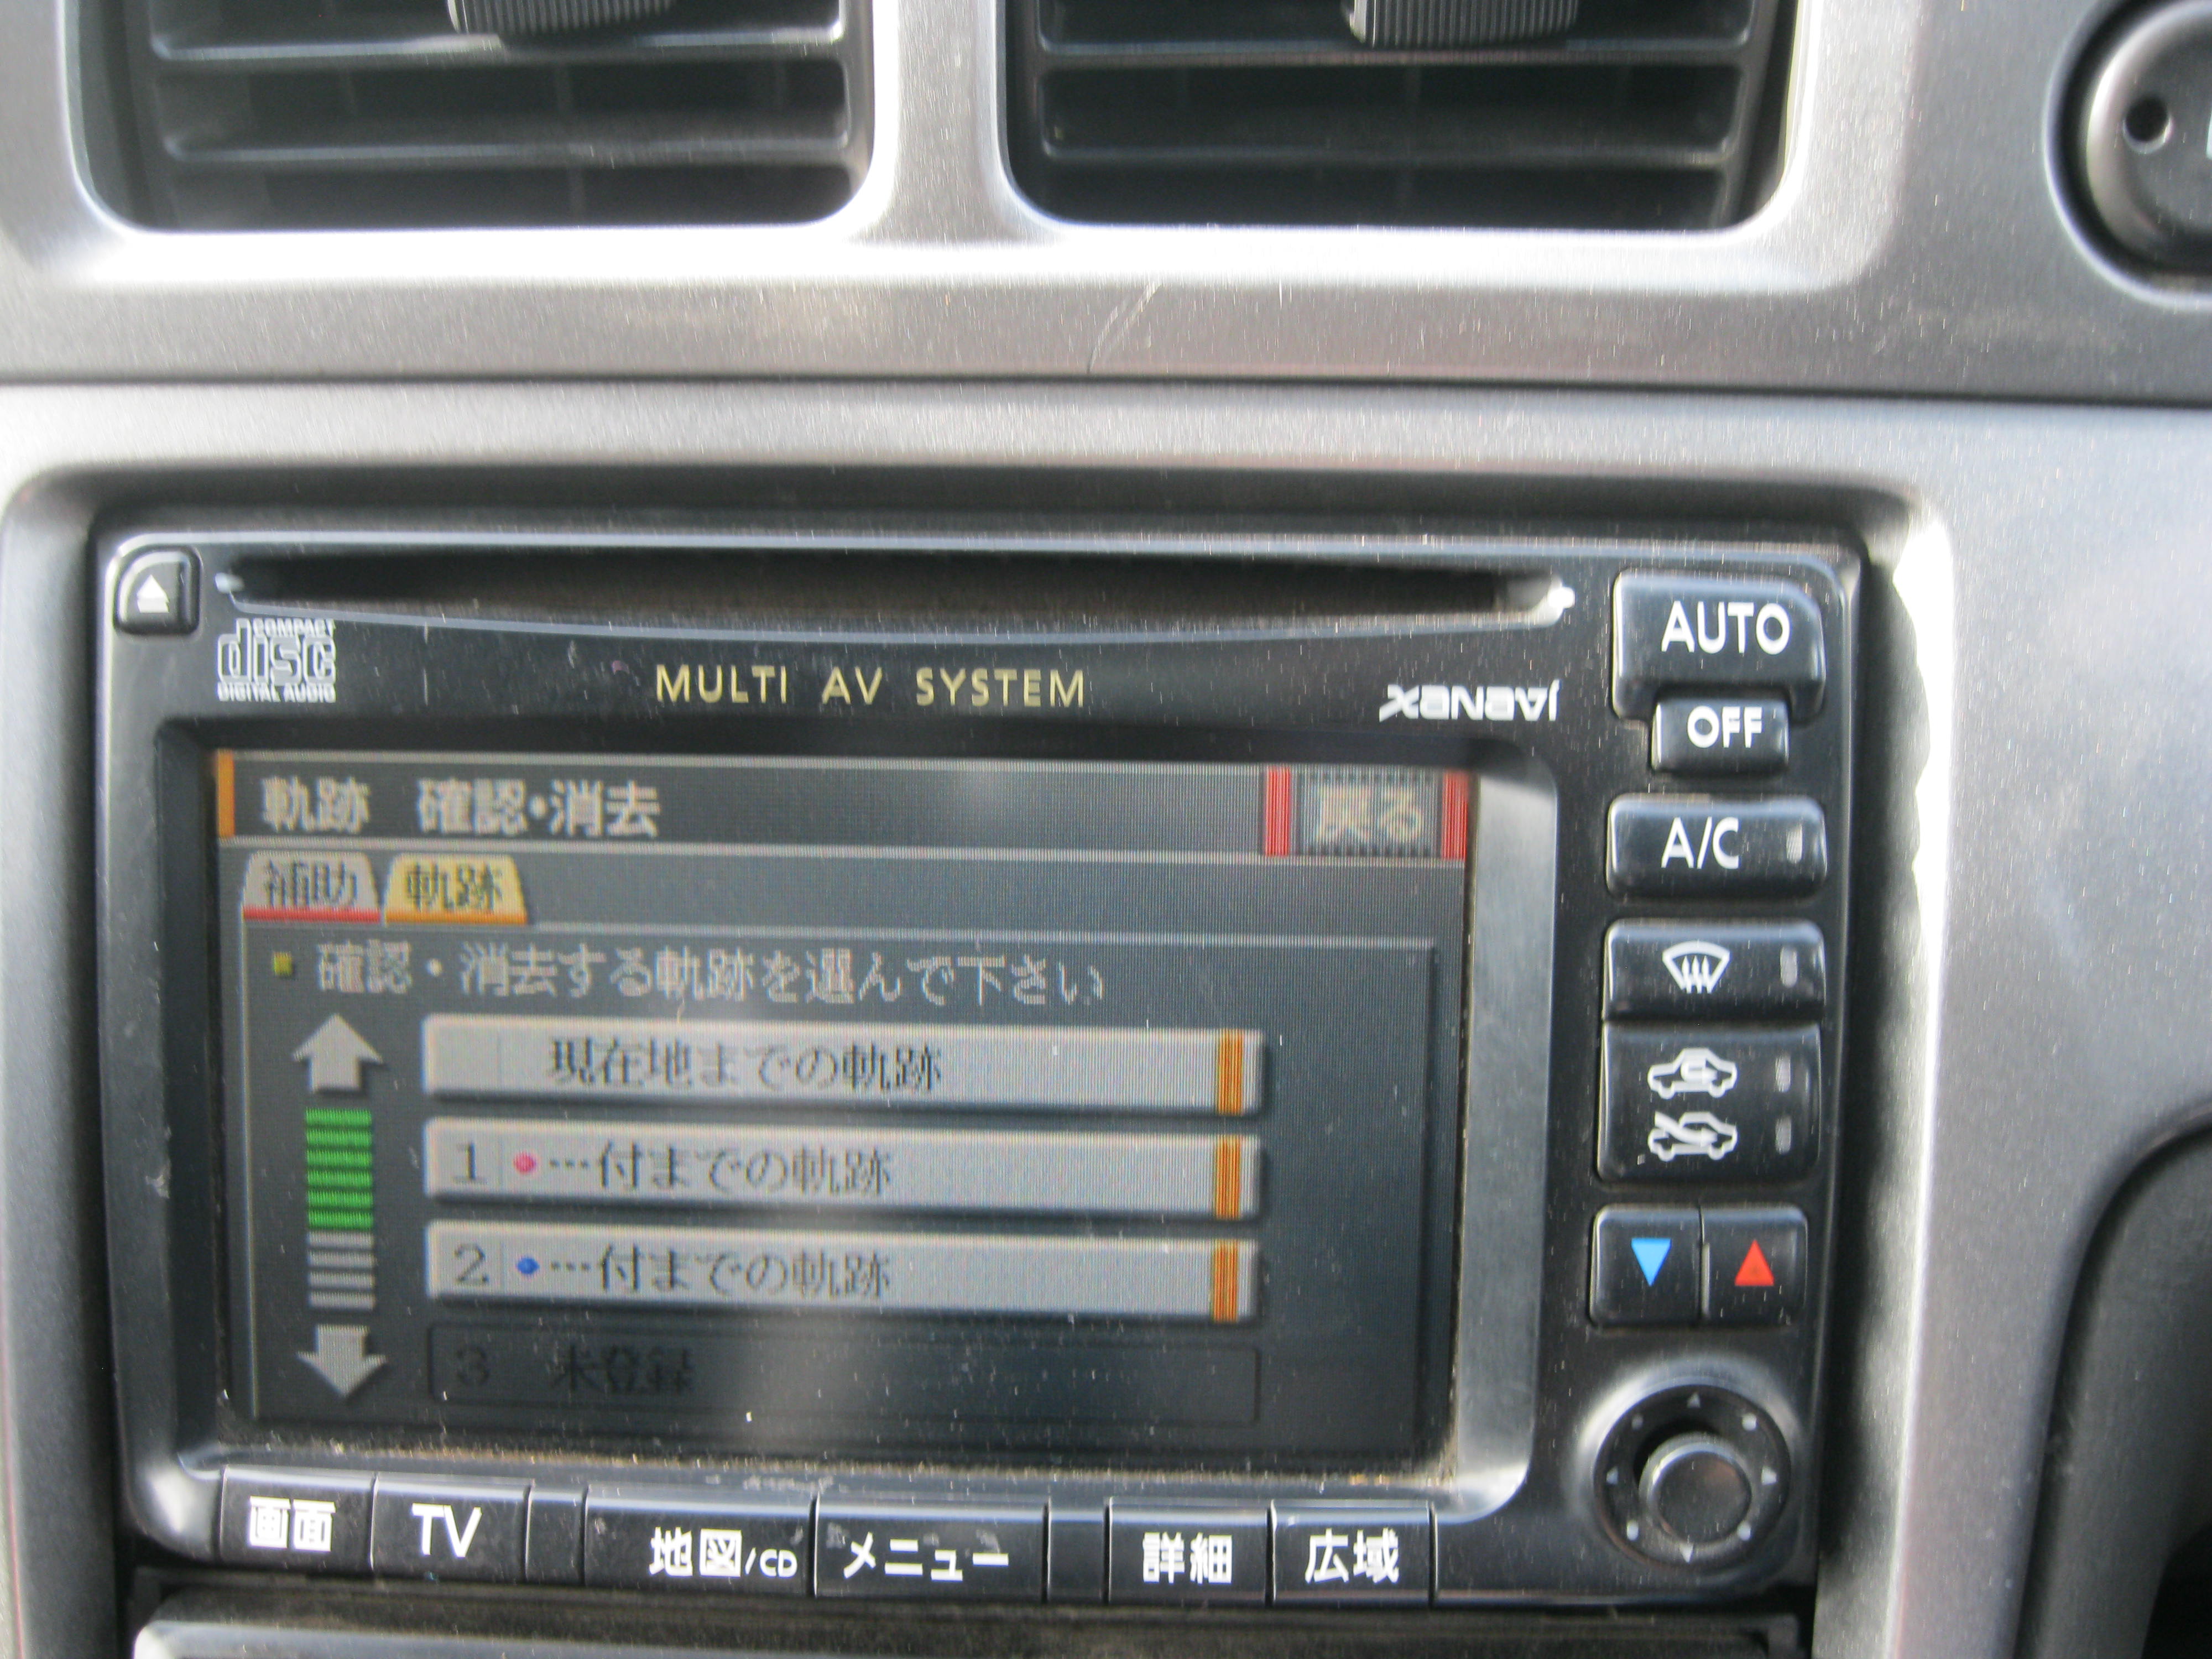 COMPACT
disc
DIGITAL AUDIO
MULTI AV SYSTEM
xanavi
AUTO
OFF
A/C
軌跡 確認・消去
戻る
補助 軌跡
確認・消去する軌跡を選んで下さい
現在地までの軌跡
1 …付までの軌跡
2 …付までの軌跡
3 未登録
画面 TV 地図/CD メニュー 詳細 広域